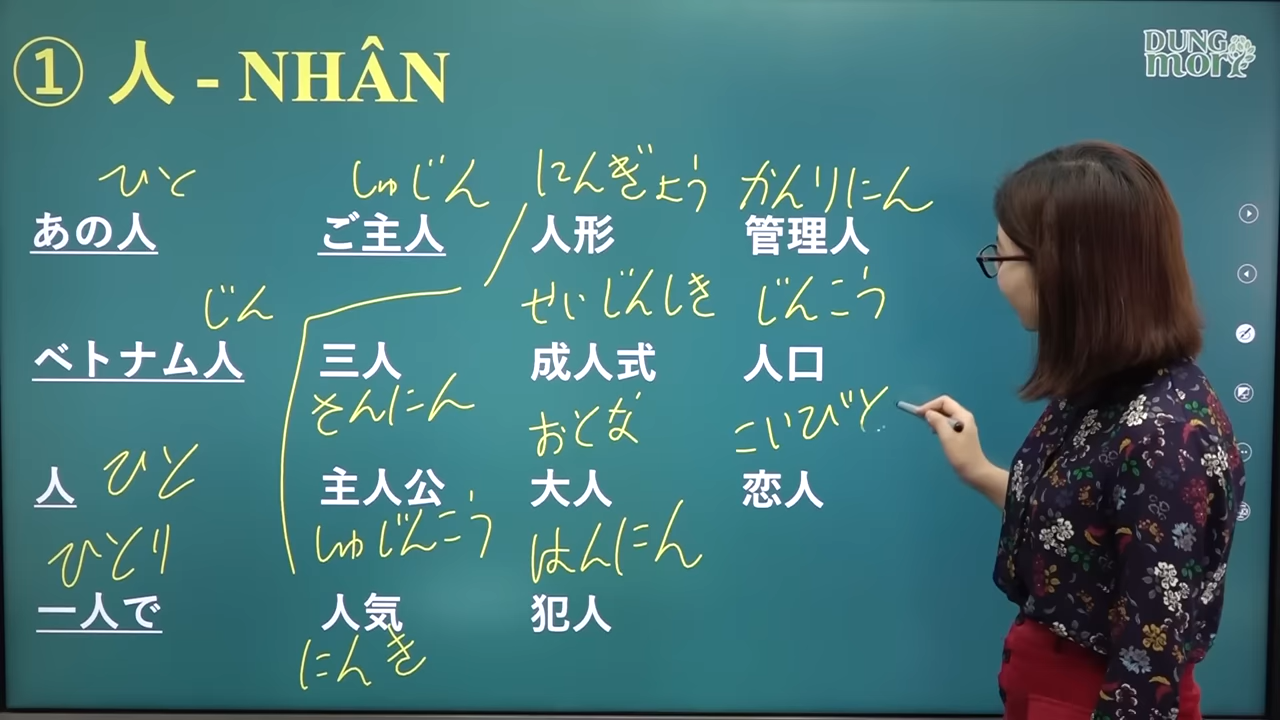 ① 人 - NHÂN
DUNG
mori
ひと
しゅじん
にんぎょう
かんりにん
あの人
ご主人
人形
管理人
じん
せいじんしき
じんこう
ベトナム人
三人
成人式
人口
さんにん
おとな
こいびと
人
ひと
主人公
大人
恋人
ひとり
しゅじんこう
はんにん
一人で
人気
犯人
にんき